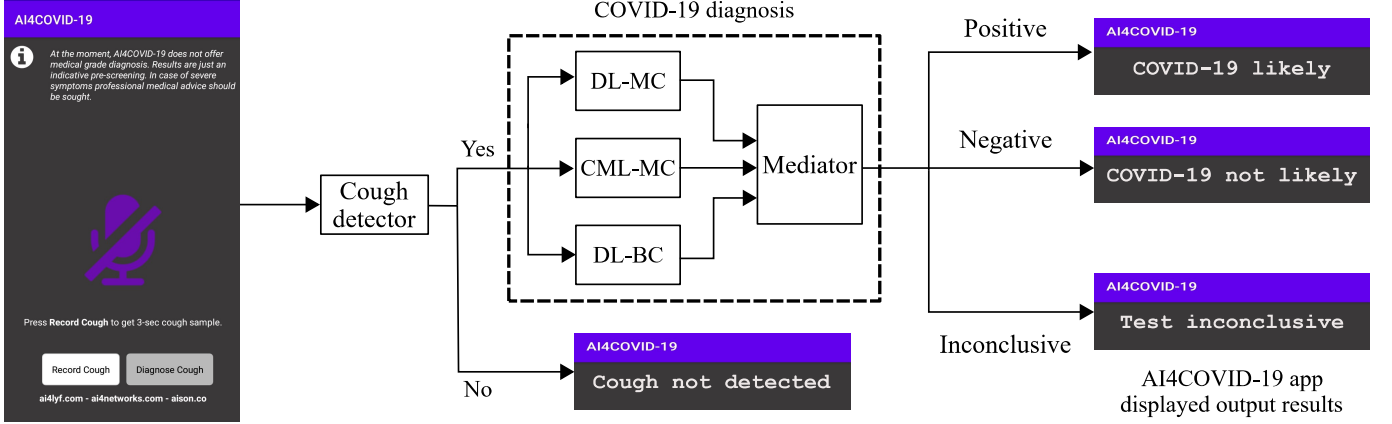 AI4COVID-19
At the moment, AI4COVID-19 does not offer
medical grade diagnosis. Results are just an
indicative pre-screening. In case of severe
symptoms professional medical advice should
be sought.
Press Record Cough to get 3-sec cough sample.
Record Cough
Diagnose Cough
ai4lyf.com - ai4networks.com - aison.co
Cough
detector
Yes
No
COVID-19 diagnosis
DL-MC
CML-MC
DL-BC
Mediator
AI4COVID-19
Cough not detected
Positive
AI4COVID-19
COVID-19 likely
Negative
AI4COVID-19
COVID-19 not likely
Inconclusive
AI4COVID-19
Test inconclusive
AI4COVID-19 app
displayed output results